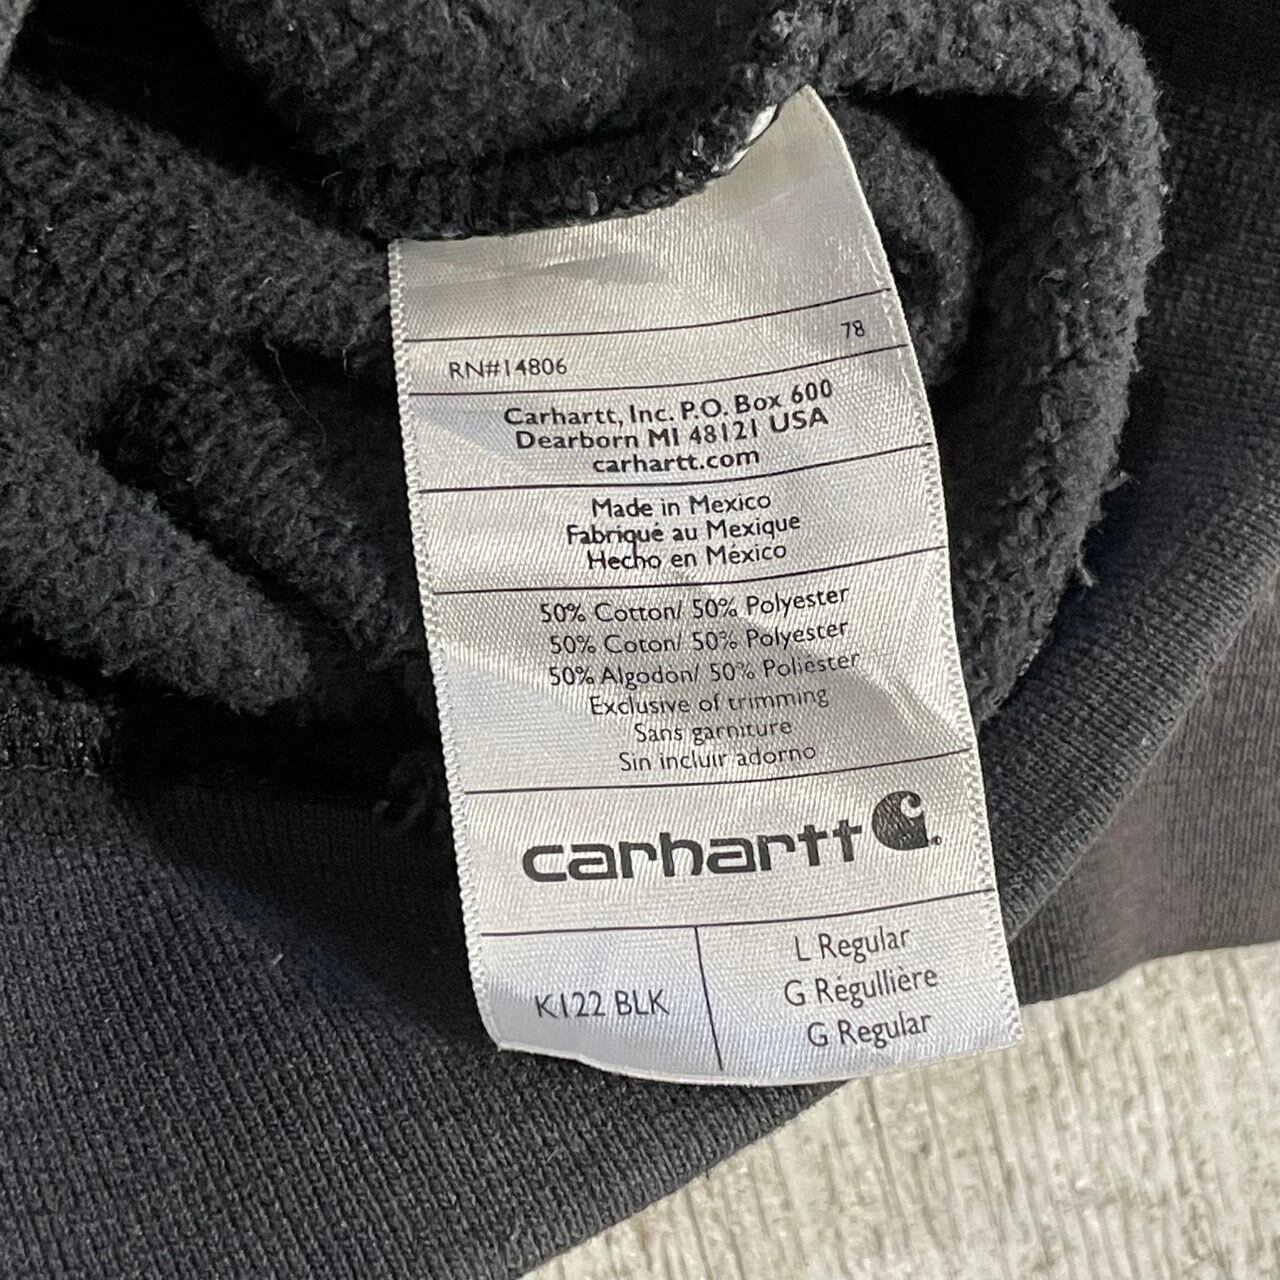 78
RN#14806
Carhartt, Inc. P.O. Box 600
Dearborn MI 48121 USA
carhartt.com
Made in Mexico
Fabriqué au Mexique
Hecho en México
50% Cotton/ 50% Polyester
50% Coton/ 50% Polyester
50% Algodon/ 50% Poliéster
Exclusive of trimming
Sans garniture
Sin incluir adorno
carhartt
K122 BLK
L Regular
G Régullière
G Regular